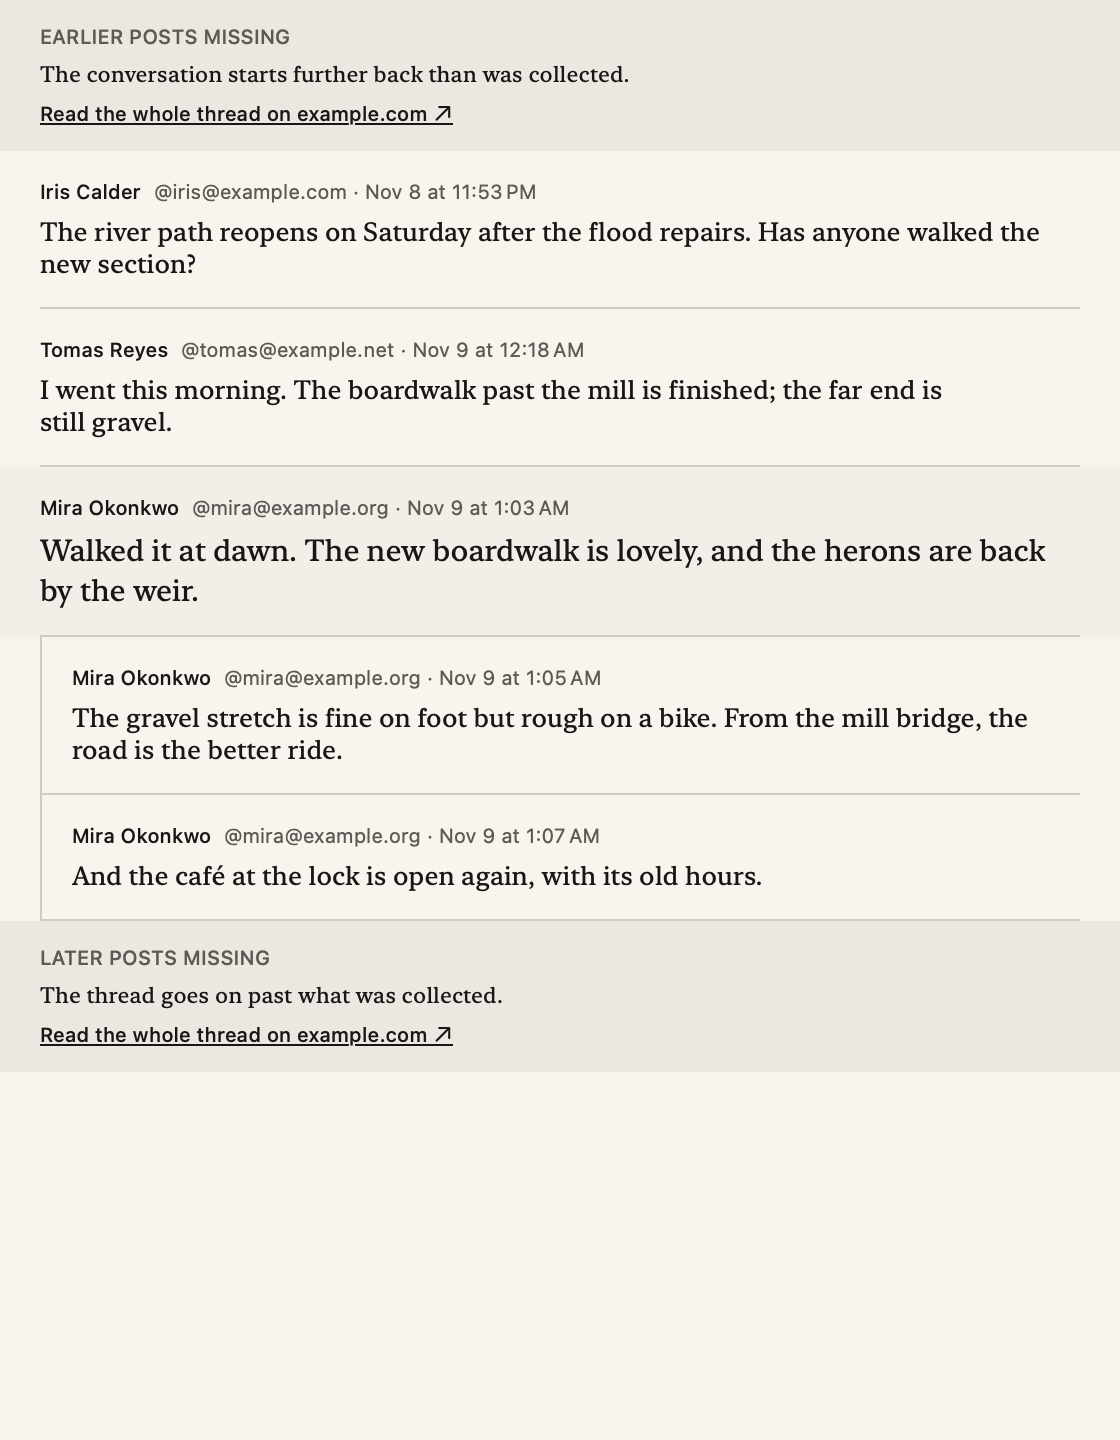 EARLIER POSTS MISSING
The conversation starts further back than was collected.
Read the whole thread on example.com ↗
Iris Calder @iris@example.com · Nov 8 at 11:53 PM
The river path reopens on Saturday after the flood repairs. Has anyone walked the
new section?
Tomas Reyes @tomas@example.net · Nov 9 at 12:18 AM
I went this morning. The boardwalk past the mill is finished; the far end is
still gravel.
Mira Okonkwo @mira@example.org · Nov 9 at 1:03 AM
Walked it at dawn. The new boardwalk is lovely, and the herons are back
by the weir.
Mira Okonkwo @mira@example.org · Nov 9 at 1:05 AM
The gravel stretch is fine on foot but rough on a bike. From the mill bridge, the
road is the better ride.
Mira Okonkwo @mira@example.org · Nov 9 at 1:07 AM
And the café at the lock is open again, with its old hours.
LATER POSTS MISSING
The thread goes on past what was collected.
Read the whole thread on example.com ↗